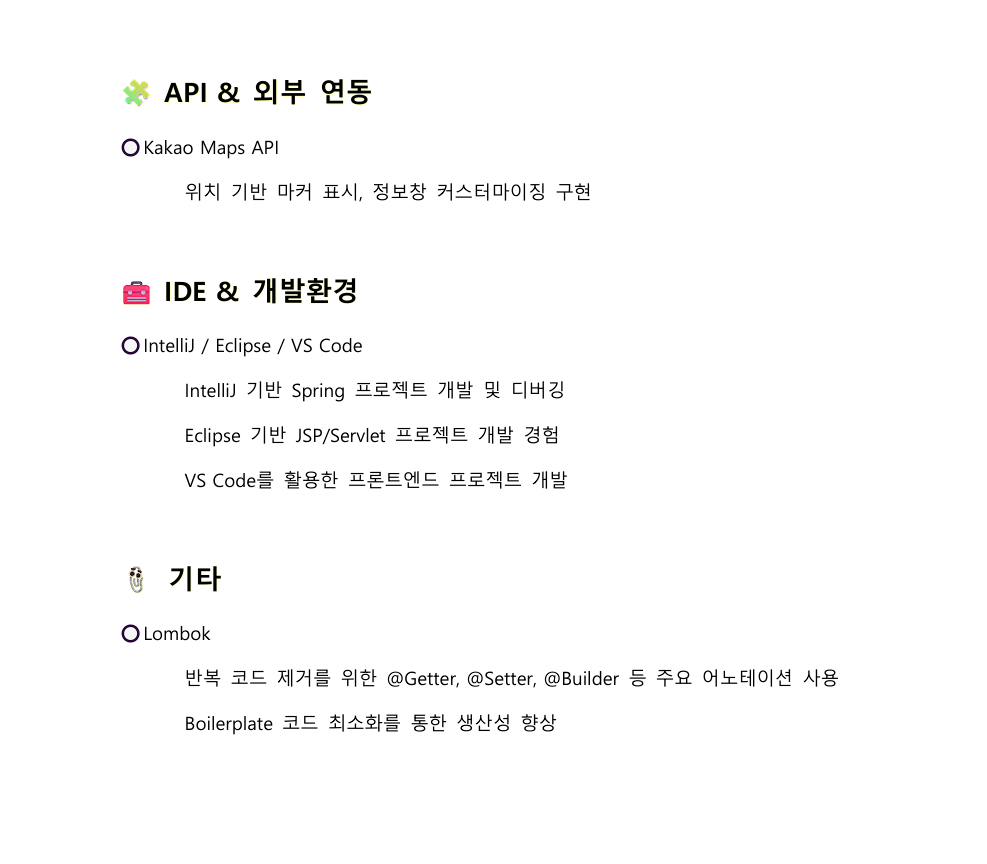 API & 외부 연동
Kakao Maps API
위치 기반 마커 표시, 정보창 커스터마이징 구현
IDE & 개발환경
IntelliJ / Eclipse / VS Code
IntelliJ 기반 Spring 프로젝트 개발 및 디버깅
Eclipse 기반 JSP/Servlet 프로젝트 개발 경험
VS Code를 활용한 프론트엔드 프로젝트 개발
기타
Lombok
반복 코드 제거를 위한 @Getter, @Setter, @Builder 등 주요 어노테이션 사용
Boilerplate 코드 최소화를 통한 생산성 향상